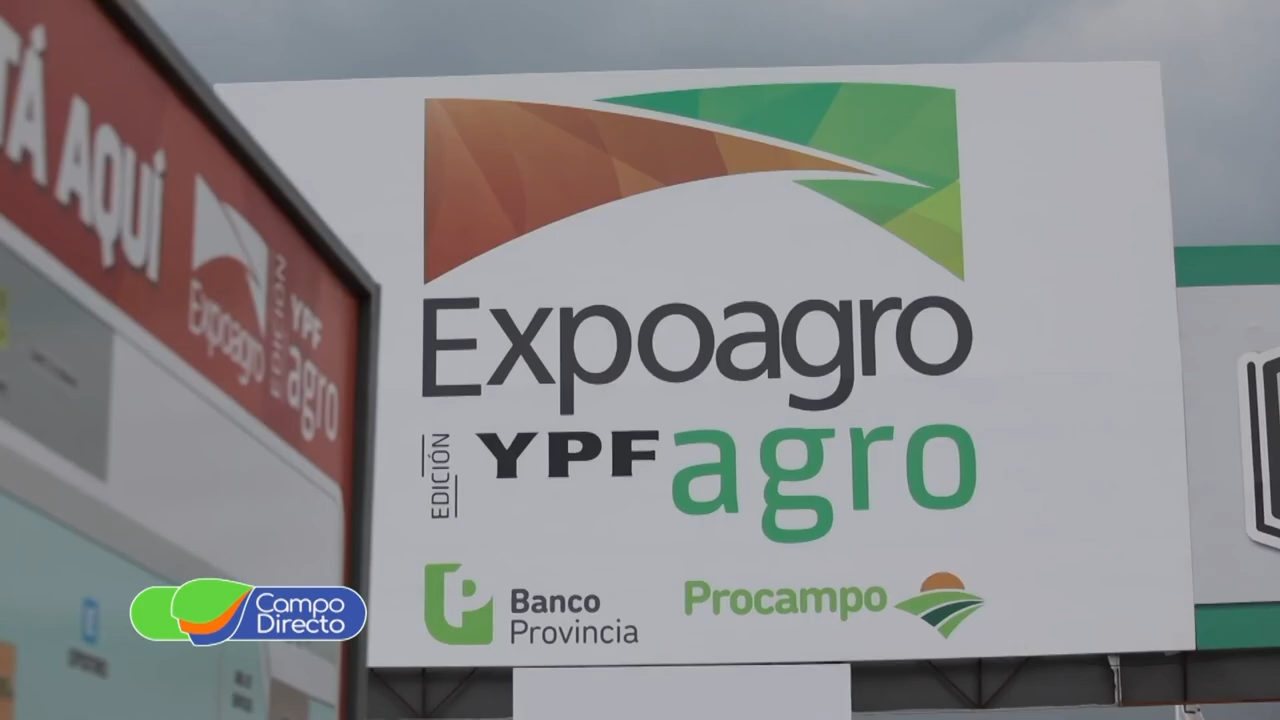 TÁ AQUÍ
Expoagro
EDICIÓN
YPF
agro
Expoagro
EDICIÓN
YPF agro
Banco
Provincia
Procampo
Campo
Directo